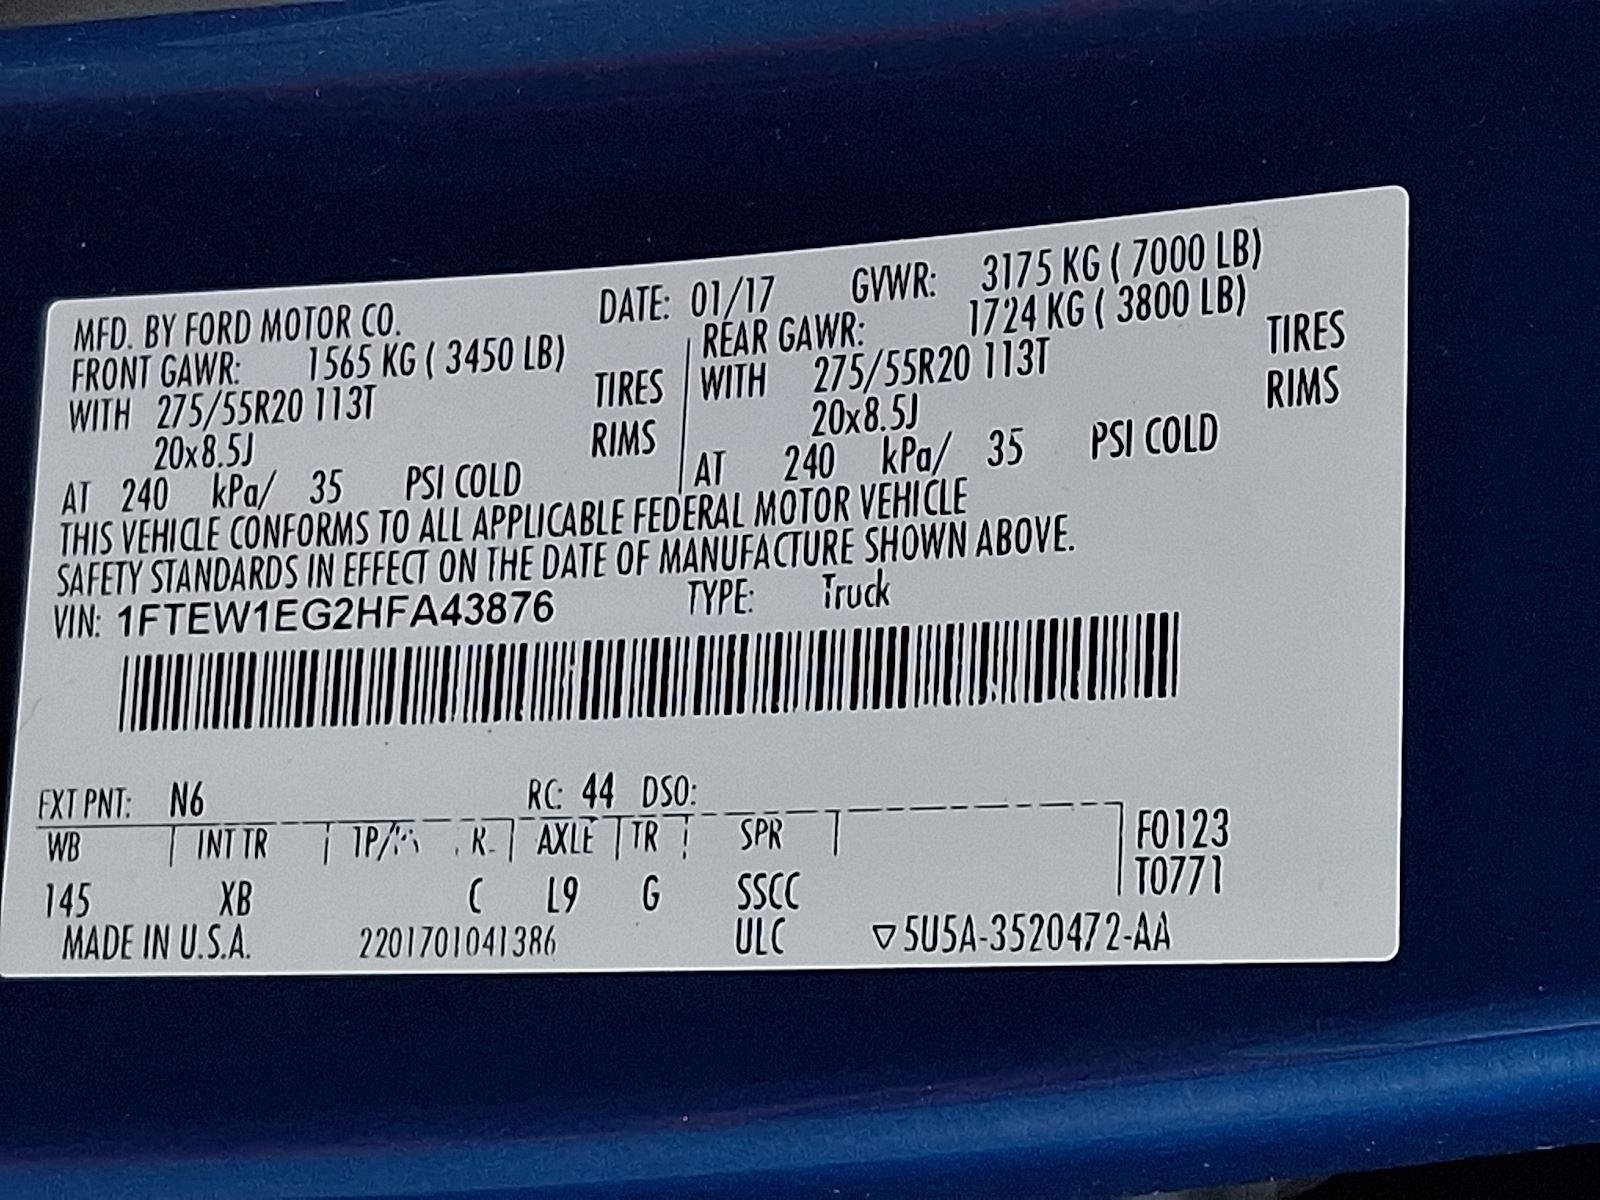 MFD. BY FORD MOTOR CO. DATE: 01/17 GVWR: 3175 KG ( 7000 LB)
FRONT GAWR: 1565 KG ( 3450 LB) REAR GAWR: 1724 KG ( 3800 LB)
WITH 275/55R20 113T TIRES WITH 275/55R20 113T TIRES
20x8.5J RIMS 20x8.5J RIMS
AT 240 kPa/ 35 PSI COLD AT 240 kPa/ 35 PSI COLD
THIS VEHICLE CONFORMS TO ALL APPLICABLE FEDERAL MOTOR VEHICLE
SAFETY STANDARDS IN EFFECT ON THE DATE OF MANUFACTURE SHOWN ABOVE.
VIN: 1FTEW1EG2HFA43876 TYPE: Truck
EXT PNT: N6 RC: 44 DSO:
WB INT TR R AXLE TR SPR F0123
145 XB C L9 G SSCC T0771
MADE IN U.S.A. 2201701041386 ULC ▽5U5A-3520472-AA